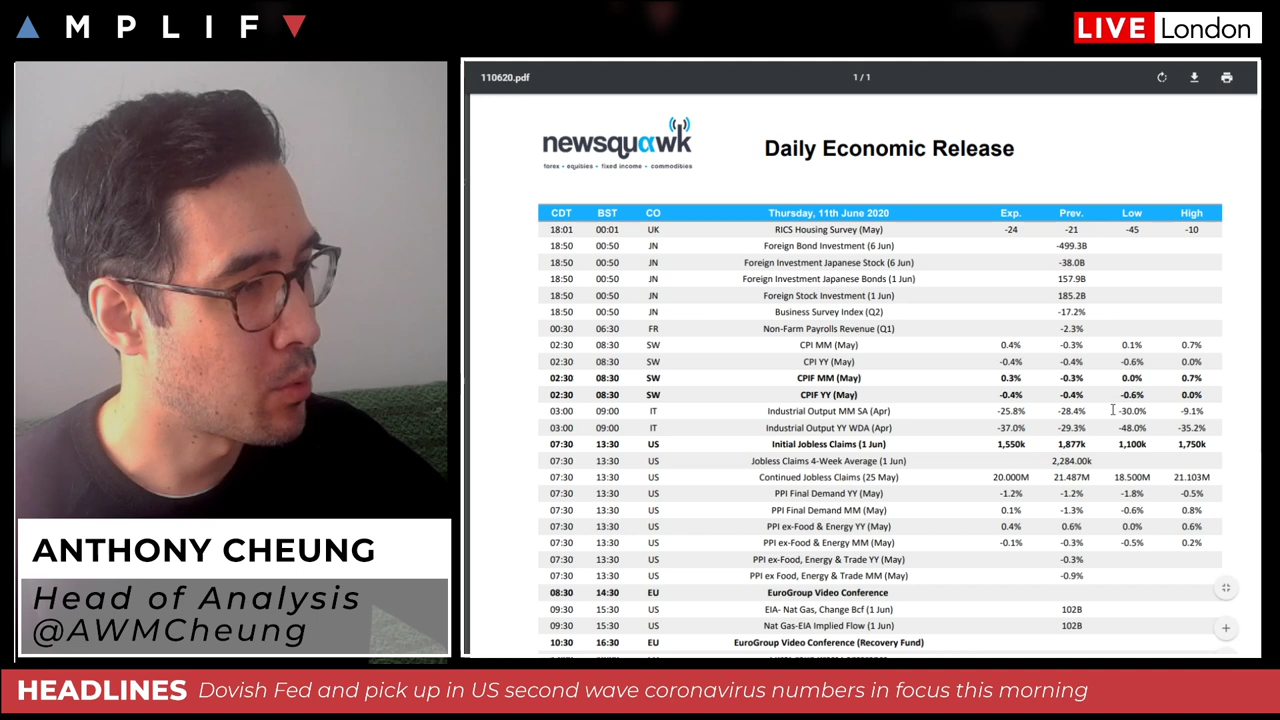 AMPLIFY
LIVE London
110620.pdf 1 / 1
newsquawk
forex • equities • fixed income • commodities
Daily Economic Release
CDT BST CO Thursday, 11th June 2020 Exp. Prev. Low High
18:01 00:01 UK RICS Housing Survey (May) -24 -21 -45 -10
18:50 00:50 JN Foreign Bond Investment (6 Jun) -499.3B
18:50 00:50 JN Foreign Investment Japanese Stock (6 Jun) -38.0B
18:50 00:50 JN Foreign Investment Japanese Bonds (1 Jun) 157.9B
18:50 00:50 JN Foreign Stock Investment (1 Jun) 185.2B
18:50 00:50 JN Business Survey Index (Q2) -17.2%
00:30 06:30 FR Non-Farm Payrolls Revenue (Q1) -2.3%
02:30 08:30 SW CPI MM (May) 0.4% -0.3% 0.1% 0.7%
02:30 08:30 SW CPI YY (May) -0.4% -0.4% -0.6% 0.0%
02:30 08:30 SW CPIF MM (May) 0.3% -0.3% 0.0% 0.7%
02:30 08:30 SW CPIF YY (May) -0.4% -0.4% -0.6% 0.0%
03:00 09:00 IT Industrial Output MM SA (Apr) -25.8% -28.4% -30.0% -9.1%
03:00 09:00 IT Industrial Output YY WDA (Apr) -37.0% -29.3% -48.0% -35.2%
07:30 13:30 US Initial Jobless Claims (1 Jun) 1,550k 1,877k 1,100k 1,750k
07:30 13:30 US Jobless Claims 4-Week Average (1 Jun) 2,284.00k
07:30 13:30 US Continued Jobless Claims (25 May) 20.000M 21.487M 18.500M 21.103M
07:30 13:30 US PPI Final Demand YY (May) -1.2% -1.2% -1.8% -0.5%
07:30 13:30 US PPI Final Demand MM (May) 0.1% -1.3% -0.6% 0.8%
07:30 13:30 US PPI ex-Food & Energy YY (May) 0.4% 0.6% 0.0% 0.6%
07:30 13:30 US PPI ex-Food & Energy MM (May) -0.1% -0.3% -0.5% 0.2%
07:30 13:30 US PPI ex-Food, Energy & Trade YY (May) -0.3%
07:30 13:30 US PPI ex Food, Energy & Trade MM (May) -0.9%
08:30 14:30 EU EuroGroup Video Conference
09:30 15:30 US EIA- Nat Gas, Change Bcf (1 Jun) 102B
09:30 15:30 US Nat Gas-EIA Implied Flow (1 Jun) 102B
10:30 16:30 EU EuroGroup Video Conference (Recovery Fund)
ANTHONY CHEUNG
Head of Analysis
@AWMCheung
HEADLINES Dovish Fed and pick up in US second wave coronavirus numbers in focus this morning